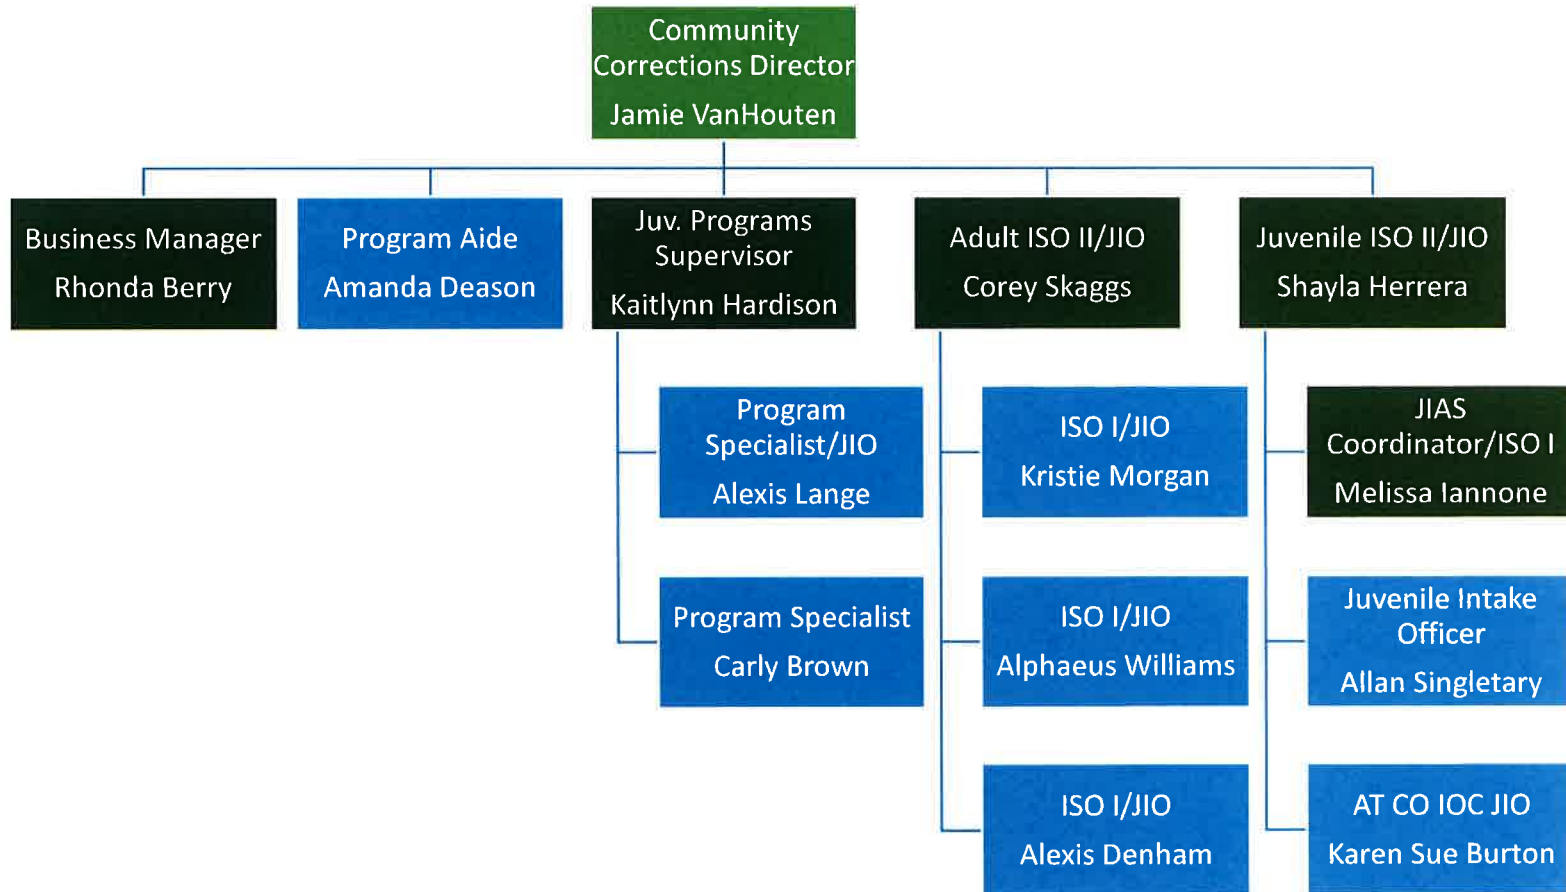 Community
Corrections Director
Jamie VanHouten
Business Manager
Rhonda Berry
Program Aide
Amanda Deason
Juv. Programs
Supervisor
Kaitlynn Hardison
Adult ISO II/JIO
Corey Skaggs
Juvenile ISO II/JIO
Shayla Herrera
Program
Specialist/JIO
Alexis Lange
Program Specialist
Carly Brown
ISO I/JIO
Kristie Morgan
ISO I/JIO
Alphaeus Williams
ISO I/JIO
Alexis Denham
JIAS
Coordinator/ISO I
Melissa Iannone
Juvenile Intake
Officer
Allan Singletary
AT CO IOC JIO
Karen Sue Burton